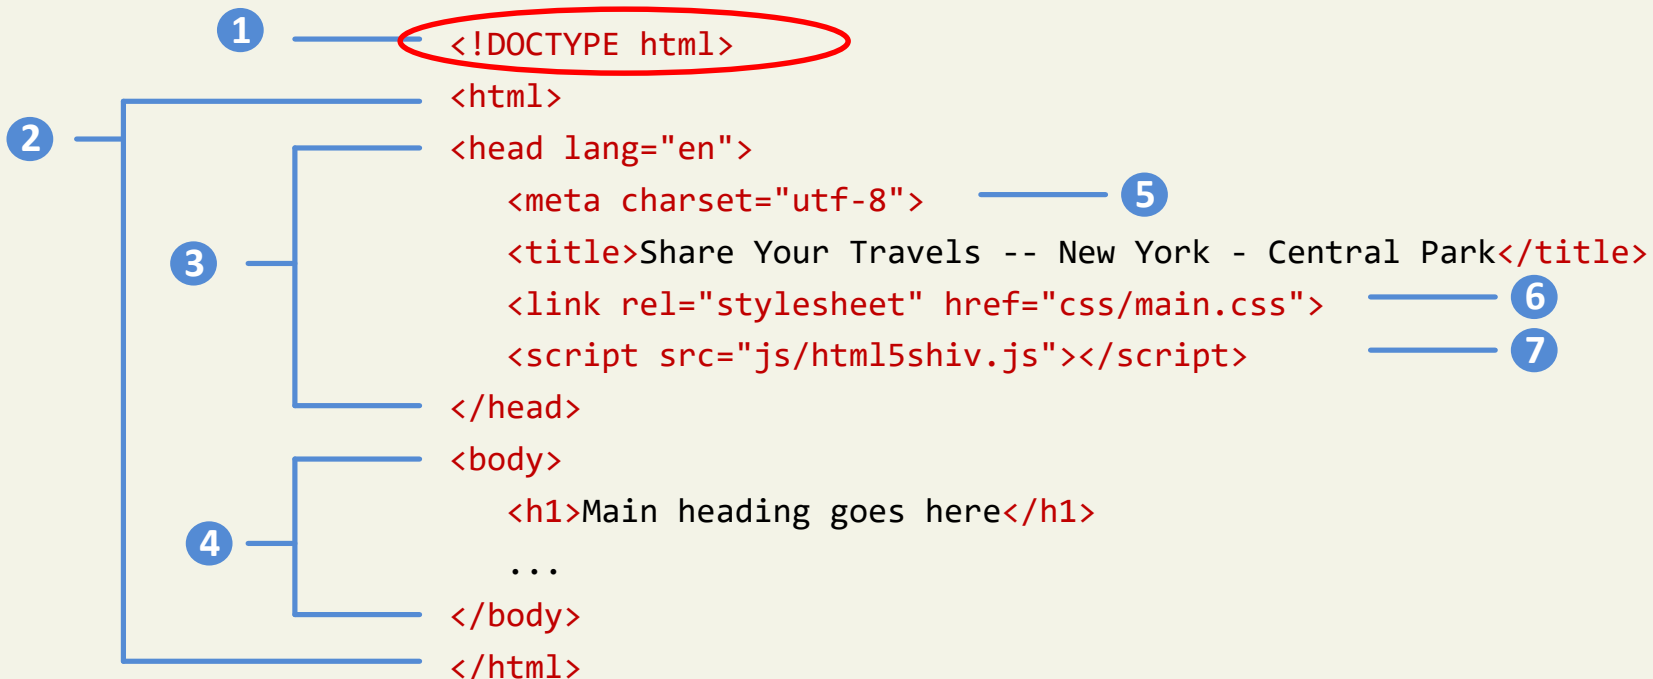 1 <!DOCTYPE html>
<html>
2 <head lang="en">
<meta charset="utf-8"> 5
3 <title>Share Your Travels -- New York - Central Park</title>
<link rel="stylesheet" href="css/main.css"> 6
<script src="js/html5shiv.js"></script> 7
</head>
<body>
<h1>Main heading goes here</h1>
4 ...
</body>
</html>